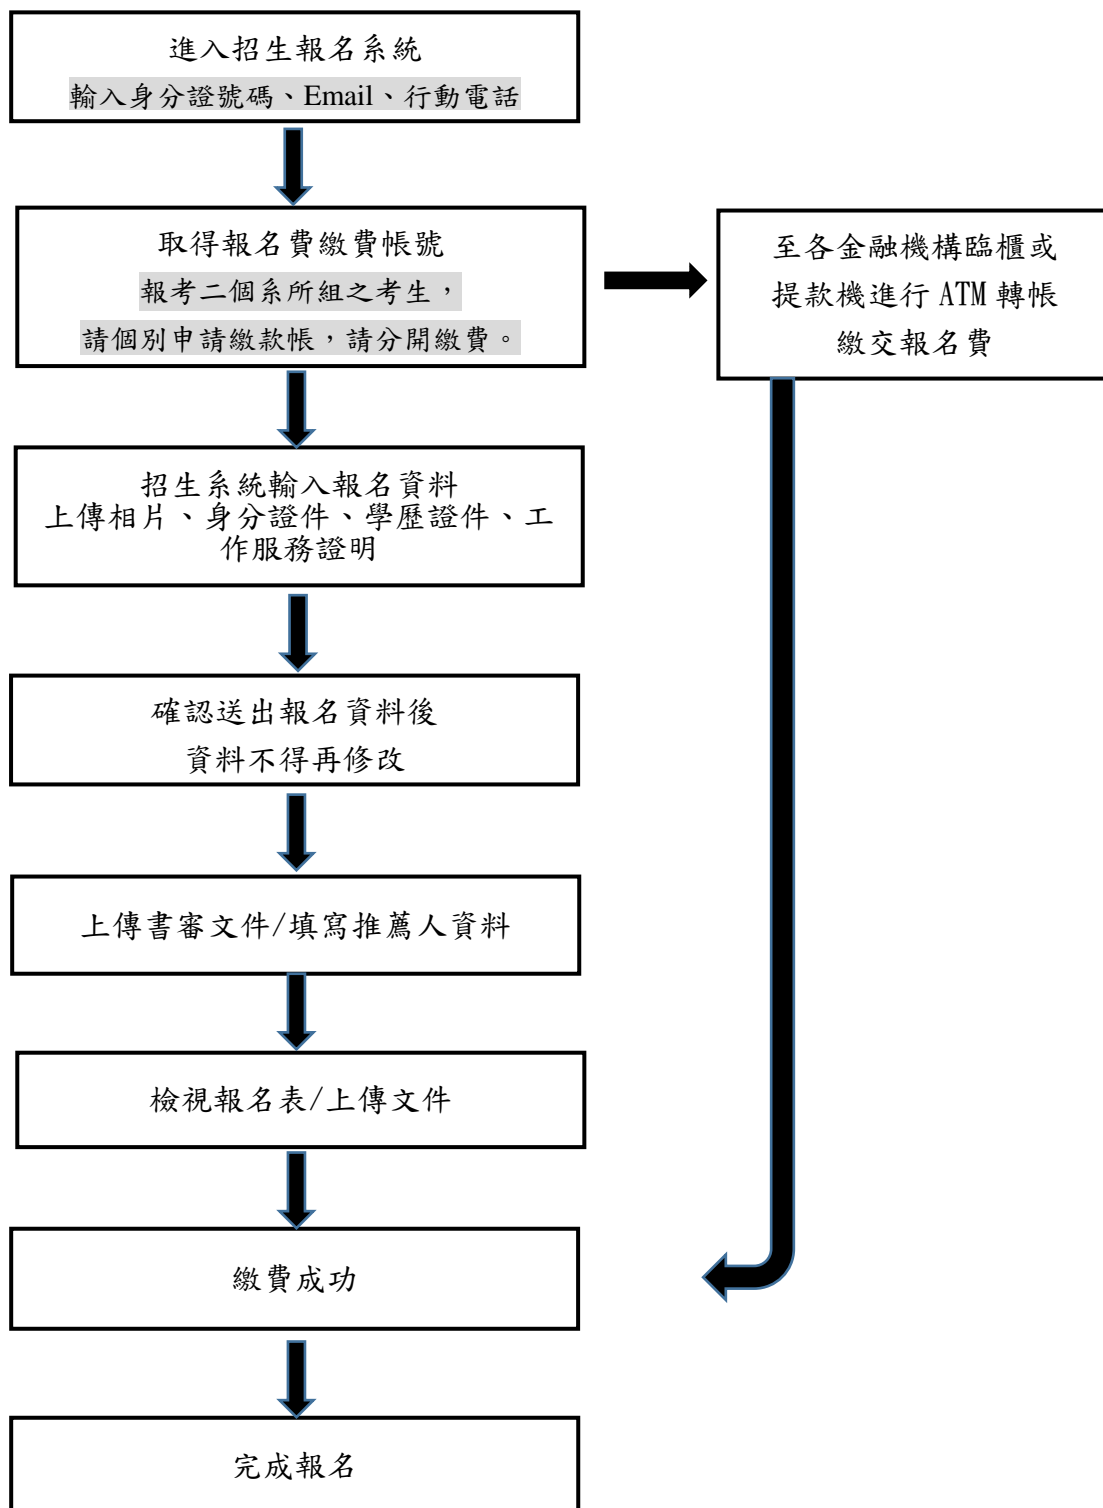 進入招生報名系統
輸入身分證號碼、Email、行動電話
取得報名費繳費帳號
報考二個系所組之考生，
請個別申請繳款帳，請分開繳費。
至各金融機構臨櫃或
提款機進行 ATM 轉帳
繳交報名費
招生系統輸入報名資料
上傳相片、身分證件、學歷證件、工
作服務證明
確認送出報名資料後
資料不得再修改
上傳書審文件/填寫推薦人資料
檢視報名表/上傳文件
繳費成功
完成報名